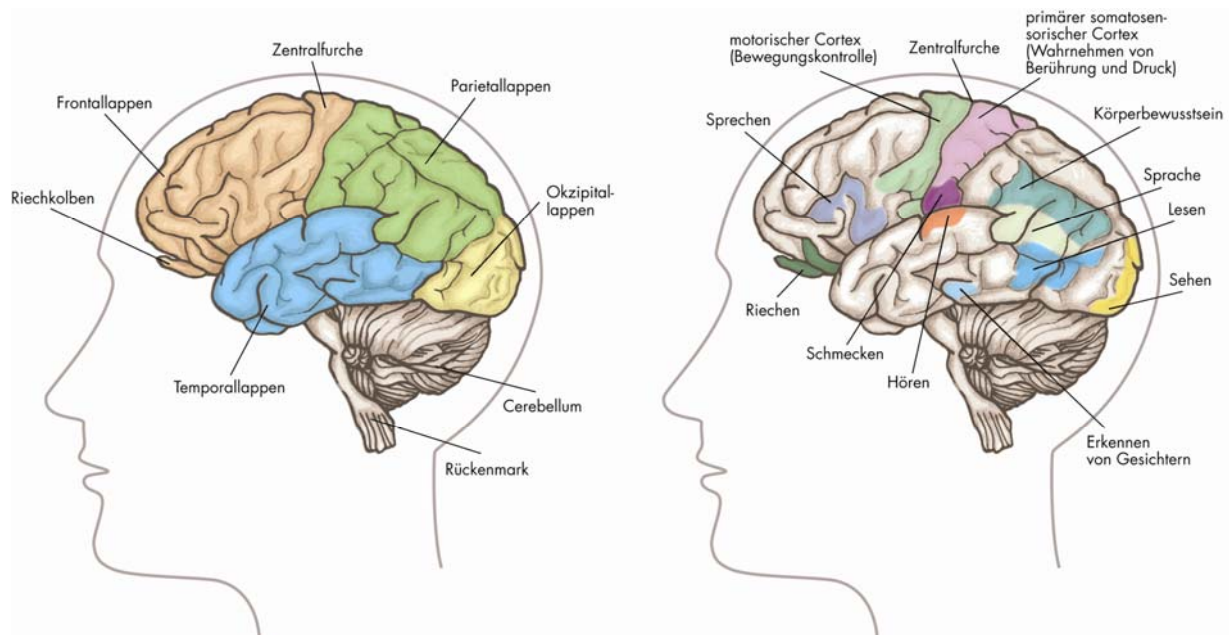 Zentralfurche
Parietallappen
Frontallappen
Riechkolben
Okzipital-
lappen
Temporallappen
Cerebellum
Rückenmark
primärer somatosen-
sorischer Cortex
(Wahrnehmen von
Berührung und Druck)
motorischer Cortex
(Bewegungskontrolle)
Zentralfurche
Sprechen
Körperbewusstsein
Sprache
Lesen
Sehen
Riechen
Schmecken
Hören
Erkennen
von Gesichtern